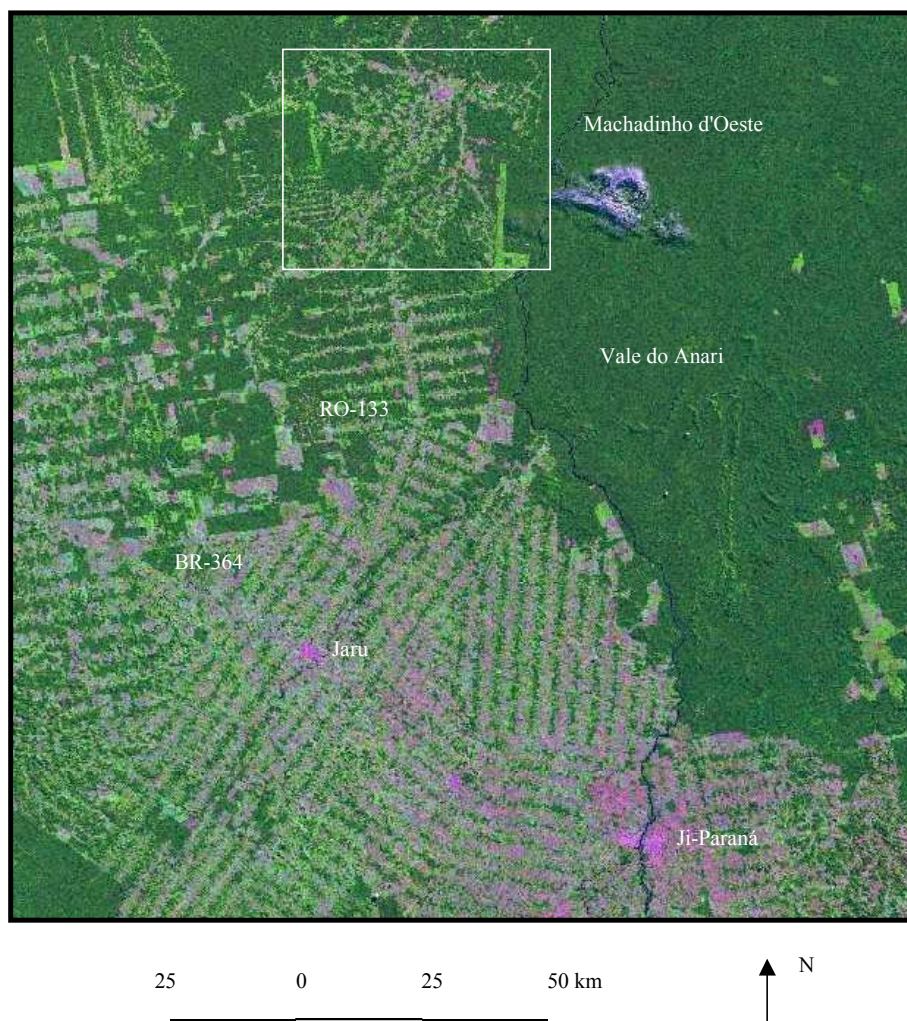 Machadinho d'Oeste
Vale do Anari
RO-133
BR-364
Jaru
Ji-Paraná
25 0 25 50 km
N